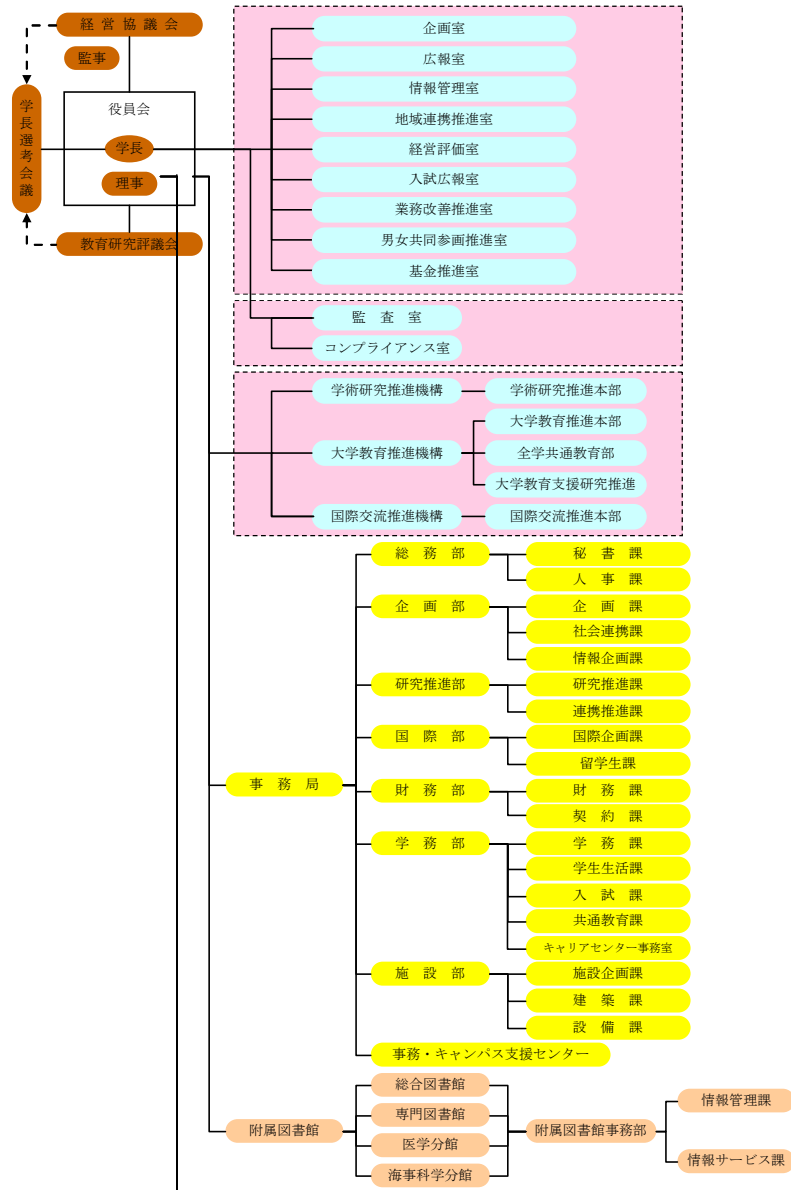 経営協議会
監事
役員会
学長選考会議
学長
理事
教育研究評議会
企画室
広報室
情報管理室
地域連携推進室
経営評価室
入試広報室
業務改善推進室
男女共同参画推進室
基金推進室
監査室
コンプライアンス室
学術研究推進機構
学術研究推進本部
大学教育推進機構
大学教育推進本部
全学共通教育部
大学教育支援研究推進
国際交流推進機構
国際交流推進本部
事務局
総務部
秘書課
人事課
企画部
企画課
社会連携課
情報企画課
研究推進部
研究推進課
連携推進課
国際部
国際企画課
留学生課
財務部
財務課
契約課
学務部
学務課
学生生活課
入試課
共通教育課
キャリアセンター事務室
施設部
施設企画課
建築課
設備課
事務・キャンパス支援センター
附属図書館
総合図書館
専門図書館
医学分館
海事科学分館
附属図書館事務部
情報管理課
情報サービス課